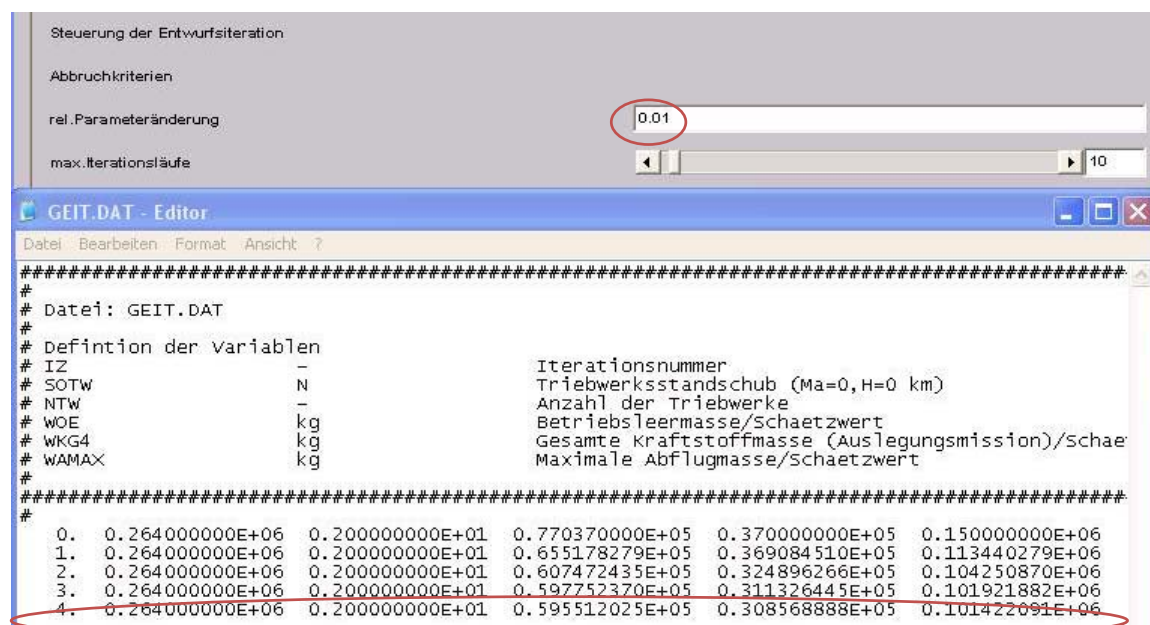 Steuerung der Entwurfsiteration
Abbruchkriterien
rel.Parameteränderung 0.01
max.Iterationsläufe 10
GEIT.DAT - Editor
Datei Bearbeiten Format Ansicht ?
############################################################################################
#
# Datei: GEIT.DAT
#
# Defintion der Variablen
# IZ – Iterationsnummer
# SOTW N Triebwerksstandschub (Ma=0,H=0 km)
# NTW – Anzahl der Triebwerke
# WOE kg Betriebsleermasse/Schaetzwert
# WKG4 kg Gesamte Kraftstoffmasse (Auslegungsmission)/Schae
# WAMAX kg Maximale Abflugmasse/Schaetzwert
#
############################################################################################
#
0. 0.264000000E+06 0.200000000E+01 0.770370000E+05 0.370000000E+05 0.150000000E+06
1. 0.264000000E+06 0.200000000E+01 0.655178279E+05 0.369084510E+05 0.113440279E+06
2. 0.264000000E+06 0.200000000E+01 0.607472435E+05 0.324896266E+05 0.104250870E+06
3. 0.264000000E+06 0.200000000E+01 0.597752370E+05 0.311326445E+05 0.101921882E+06
4. 0.264000000E+06 0.200000000E+01 0.595512025E+05 0.308568888E+05 0.101422091E+06